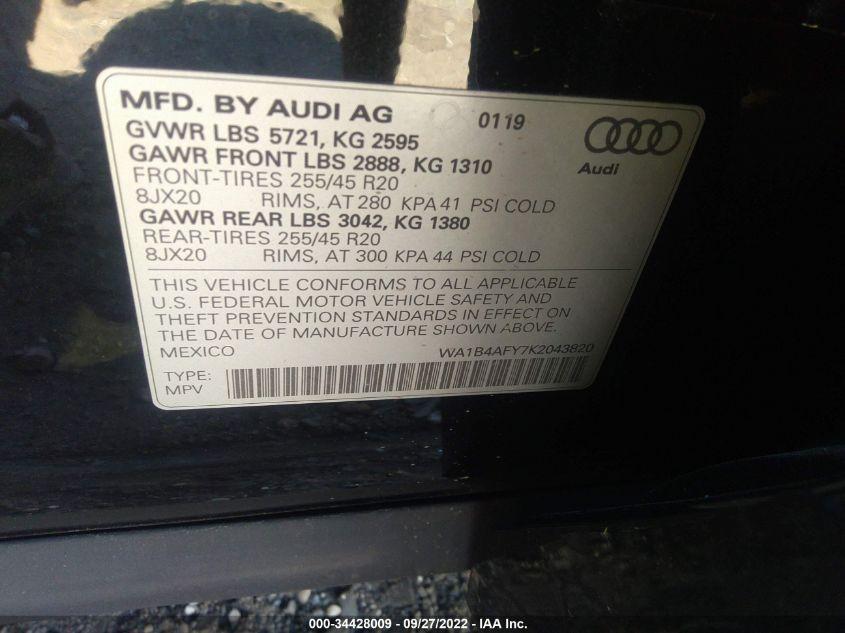 MFD. BY AUDI AG 0119
GVWR LBS 5721, KG 2595
GAWR FRONT LBS 2888, KG 1310
Audi
FRONT-TIRES 255/45 R20
8JX20 RIMS, AT 280 KPA 41 PSI COLD
GAWR REAR LBS 3042, KG 1380
REAR-TIRES 255/45 R20
8JX20 RIMS, AT 300 KPA 44 PSI COLD
THIS VEHICLE CONFORMS TO ALL APPLICABLE
U.S. FEDERAL MOTOR VEHICLE SAFETY AND
THEFT PREVENTION STANDARDS IN EFFECT ON
THE DATE OF MANUFACTURE SHOWN ABOVE.
MEXICO WA1B4AFY7K2043820
TYPE:
MPV
000-34428009 - 09/27/2022 - IAA Inc.